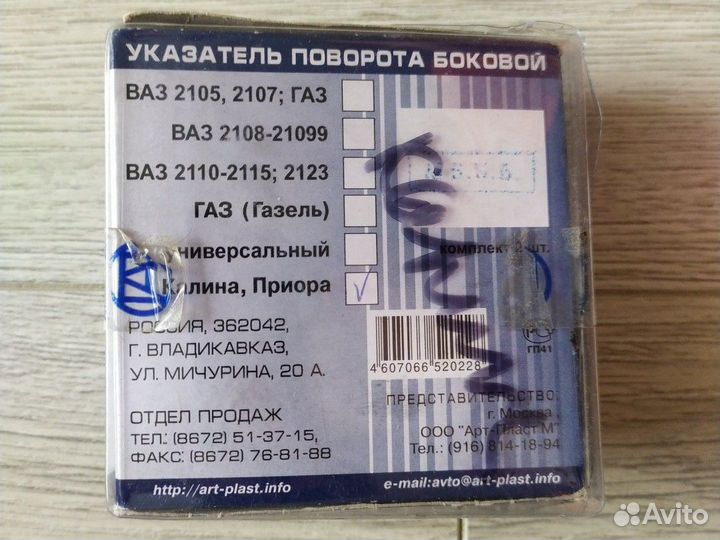 УКАЗАТЕЛЬ ПОВОРОТА БОКОВОЙ
ВАЗ 2105, 2107; ГАЗ
ВАЗ 2108-21099
ВАЗ 2110-2115; 2123
ГАЗ (Газель)
ниверсальный
комплект 2 шт.
Калина, Приора
РОССИЯ, 362042,
Г. ВЛАДИКАВКАЗ,
УЛ. МИЧУРИНА, 20 А.
4 607066 520228
ГП41
ОТДЕЛ ПРОДАЖ
ТЕЛ.: (8672) 51-37-15,
ФАКС: (8672) 76-81-88
ПРЕДСТАВИТЕЛЬСТВО:
г. Москва,
ООО "Арт-Пласт М"
Тел.: (916) 814-18-94
http://art-plast.info
e-mail:avto@art-plast.info
Avito